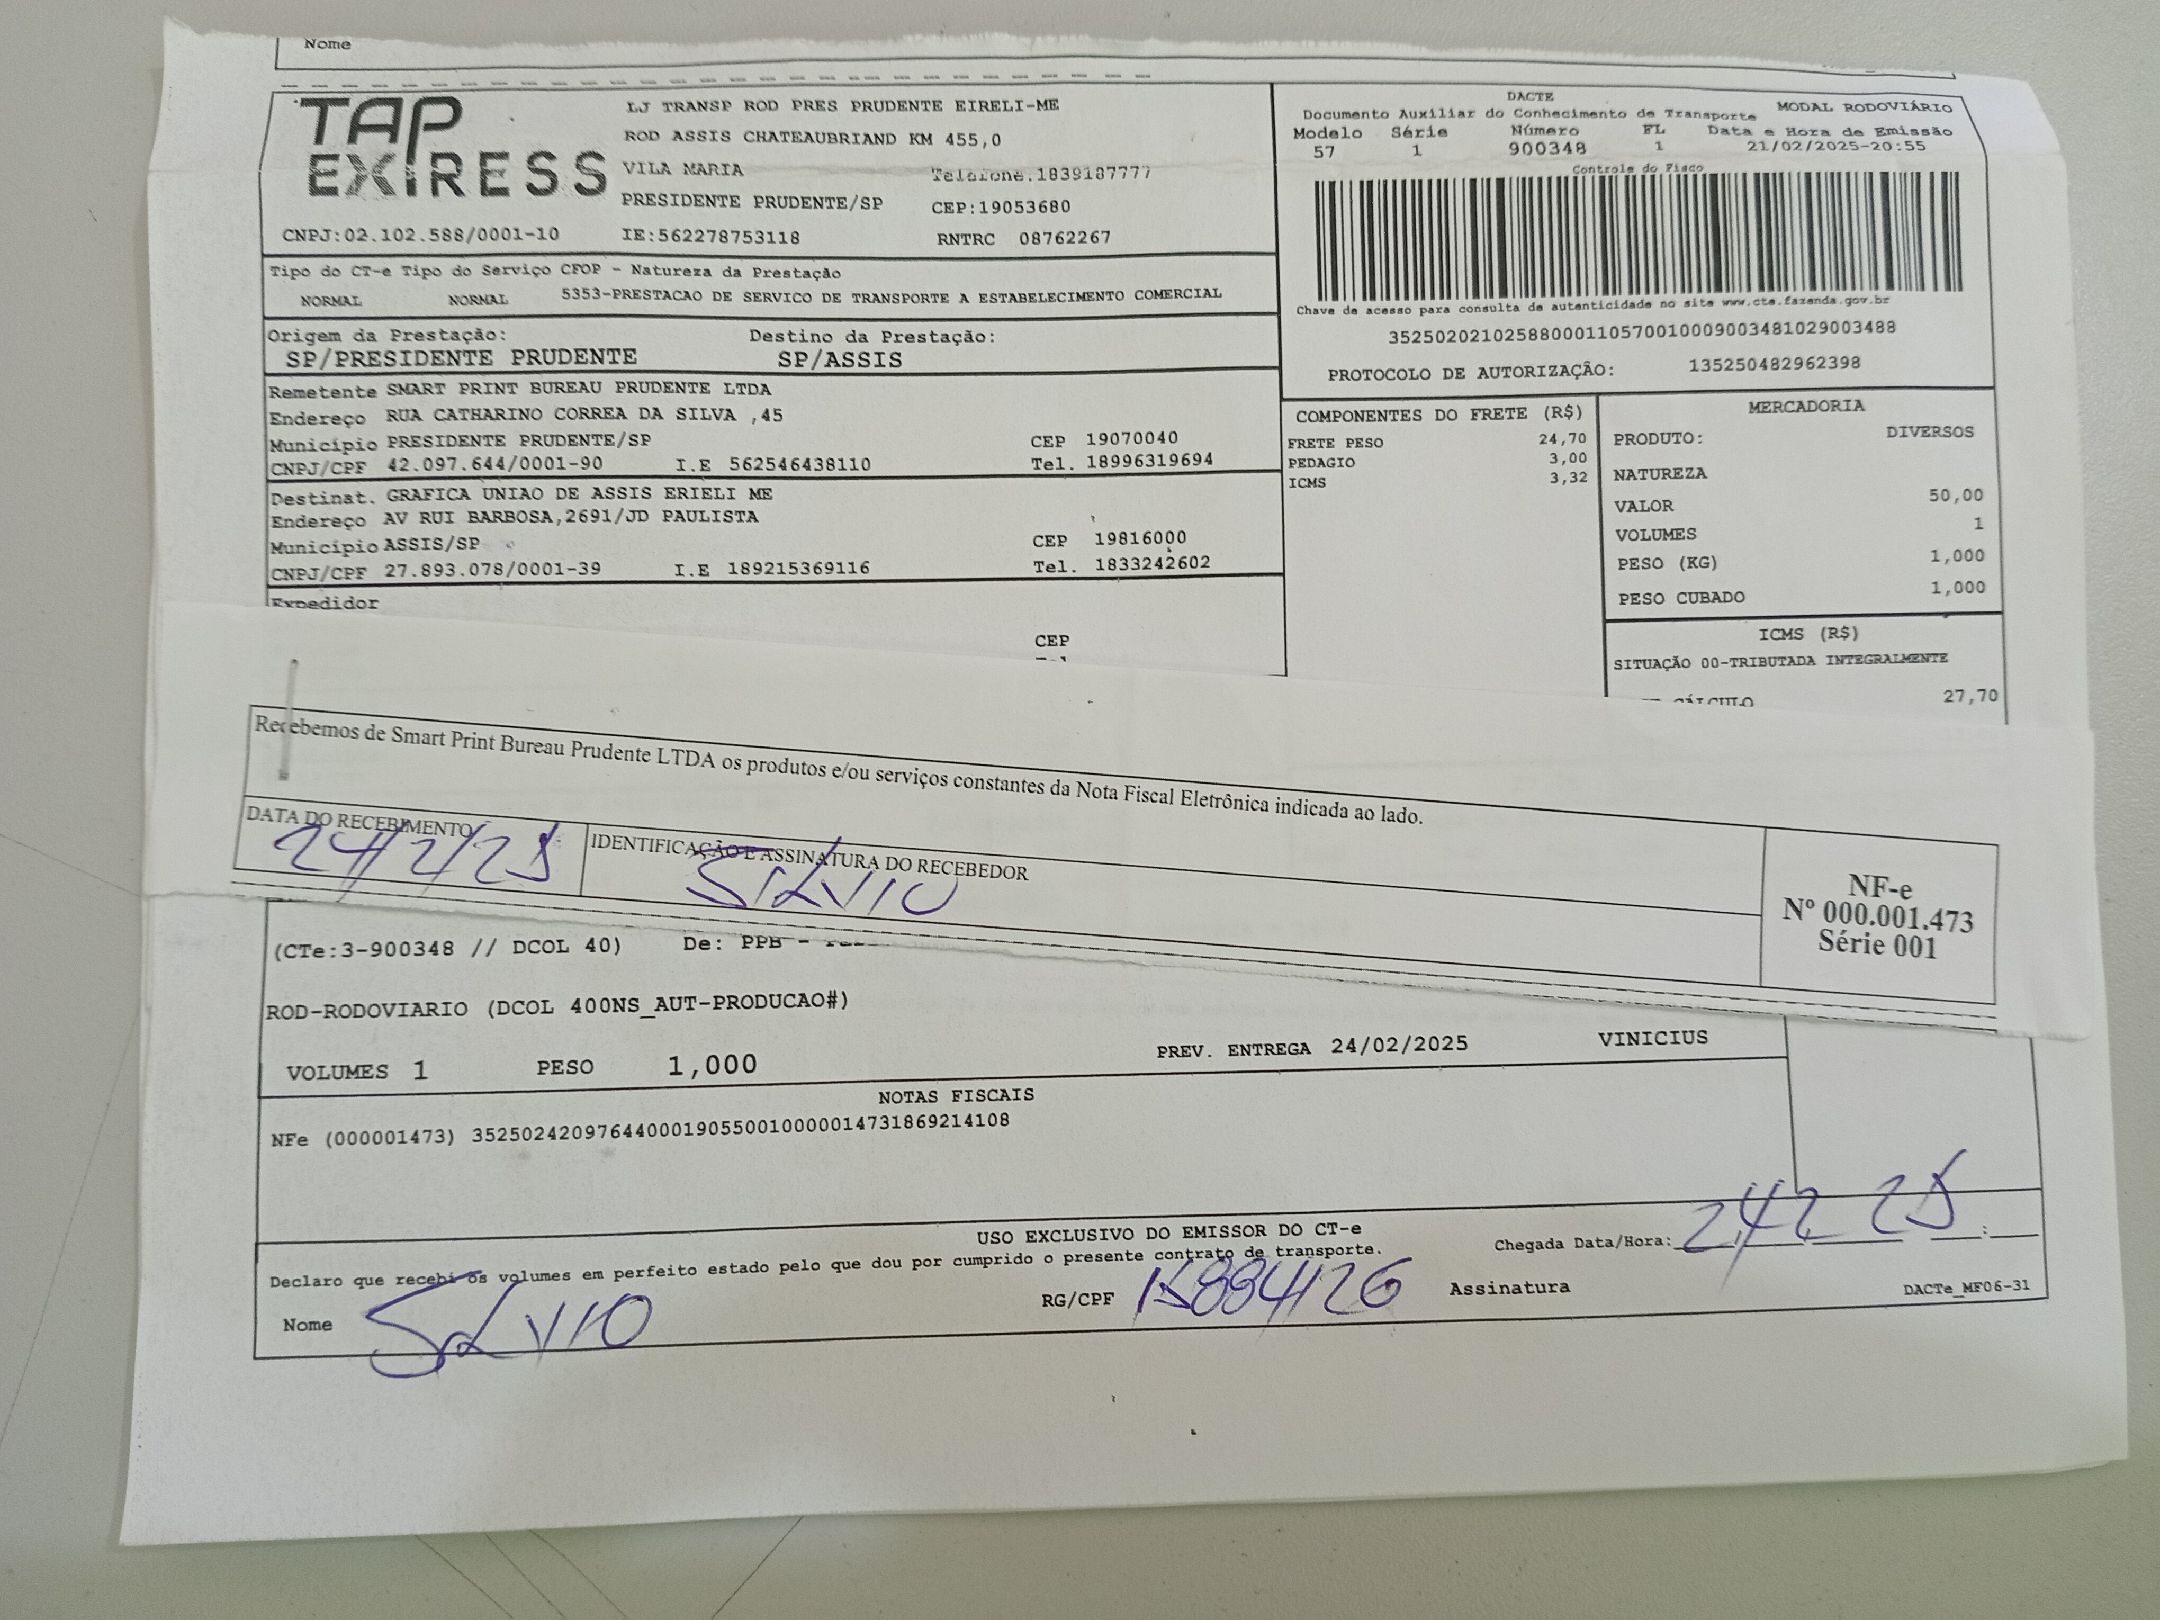 Nome
TAP
EXPRESS
LJ TRANSP ROD PRES PRUDENTE EIRELI-ME
ROD ASSIS CHATEAUBRIAND KM 455,0
VILA MARIA Telefone.1839187777
PRESIDENTE PRUDENTE/SP CEP:19053680
CNPJ:02.102.588/0001-10 IE:562278753118 RNTRC 08762267
DACTE
Documento Auxiliar do Conhecimento de Transporte MODAL RODOVIÁRIO
Modelo Série Número FL Data e Hora de Emissão
57 1 900348 1 21/02/2025-20:55
Controle do Fisco
Chave de acesso para consulta de autenticidade no site www.cte.fazenda.gov.br
35250202102588000110570010009003481029003488
PROTOCOLO DE AUTORIZAÇÃO: 135250482962398
Tipo do CT-e Tipo do Serviço CFOP - Natureza da Prestação
NORMAL NORMAL 5353-PRESTACAO DE SERVICO DE TRANSPORTE A ESTABELECIMENTO COMERCIAL
Origem da Prestação: Destino da Prestação:
SP/PRESIDENTE PRUDENTE SP/ASSIS
Remetente SMART PRINT BUREAU PRUDENTE LTDA
Endereço RUA CATHARINO CORREA DA SILVA ,45
Município PRESIDENTE PRUDENTE/SP CEP 19070040
CNPJ/CPF 42.097.644/0001-90 I.E 562546438110 Tel. 18996319694
Destinat. GRAFICA UNIAO DE ASSIS ERIELI ME
Endereço AV RUI BARBOSA,2691/JD PAULISTA
Município ASSIS/SP CEP 19816000
CNPJ/CPF 27.893.078/0001-39 I.E 189215369116 Tel. 1833242602
Expedidor
CEP
COMPONENTES DO FRETE (R$)
FRETE PESO 24,70
PEDAGIO 3,00
ICMS 3,32
MERCADORIA
PRODUTO: DIVERSOS
NATUREZA
VALOR 50,00
VOLUMES 1
PESO (KG) 1,000
PESO CUBADO 1,000
ICMS (R$)
SITUAÇÃO 00-TRIBUTADA INTEGRALMENTE
CÁLCULO 27,70
Recebemos de Smart Print Bureau Prudente LTDA os produtos e/ou serviços constantes da Nota Fiscal Eletrônica indicada ao lado.
DATA DO RECEBIMENTO IDENTIFICAÇÃO E ASSINATURA DO RECEBEDOR
24/2/25 SILVIO
NF-e
Nº 000.001.473
Série 001
(CTe:3-900348 // DCOL 40) De: PPB -
ROD-RODOVIARIO (DCOL 400NS_AUT-PRODUCAO#)
VOLUMES 1 PESO 1,000 PREV. ENTREGA 24/02/2025 VINICIUS
NOTAS FISCAIS
NFe (000001473) 35250242097644000190550010000014731869214108
USO EXCLUSIVO DO EMISSOR DO CT-e
Declaro que recebi os volumes em perfeito estado pelo que dou por cumprido o presente contrato de transporte. Chegada Data/Hora: 24 2 25 :
Nome SILVIO RG/CPF 15884126 Assinatura DACTe_MF06-31